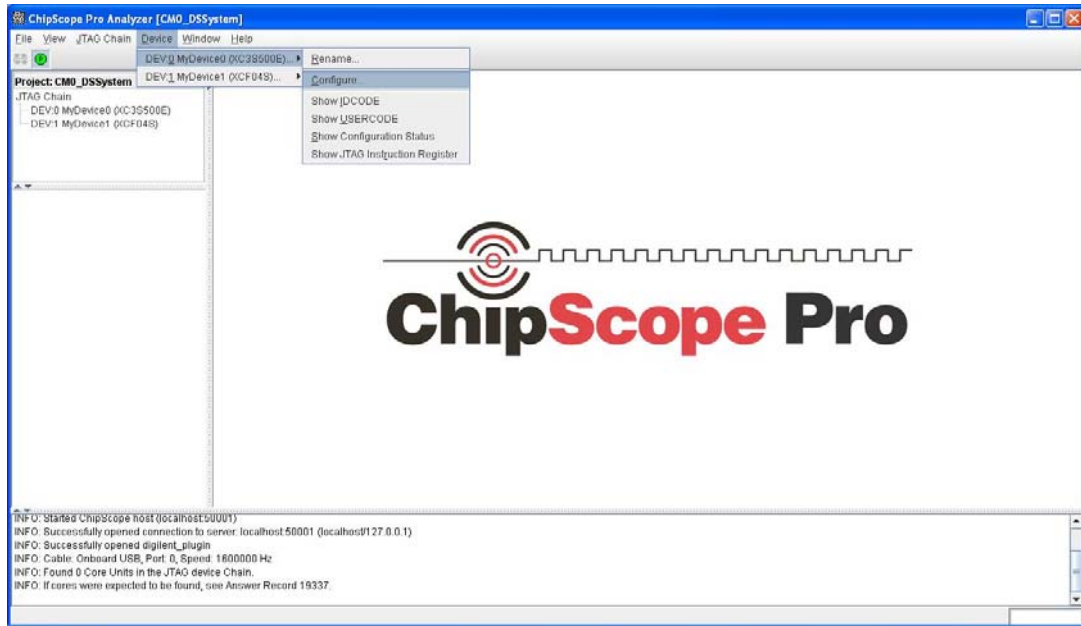 ChipScope Pro Analyzer [CM0_DSSystem]
File View JTAG Chain Device Window Help
DEV:0 MyDevice0 (XC3S500E)...
Rename...
Project: CM0_DSSystem
DEV:1 MyDevice1 (XCF04S)...
Configure...
JTAG Chain
DEV:0 MyDevice0 (XC3S500E)
DEV:1 MyDevice1 (XCF04S)
Show IDCODE
Show USERCODE
Show Configuration Status
Show JTAG Instruction Register
ChipScope Pro
INFO: Started ChipScope host (localhost:50001)
INFO: Successfully opened connection to server: localhost:50001 (localhost/127.0.0.1)
INFO: Successfully opened digilent_plugin
INFO: Cable: Onboard USB, Port: 0, Speed: 1600000 Hz
INFO: Found 0 Core Units in the JTAG device Chain.
INFO: If cores were expected to be found, see Answer Record 19337.